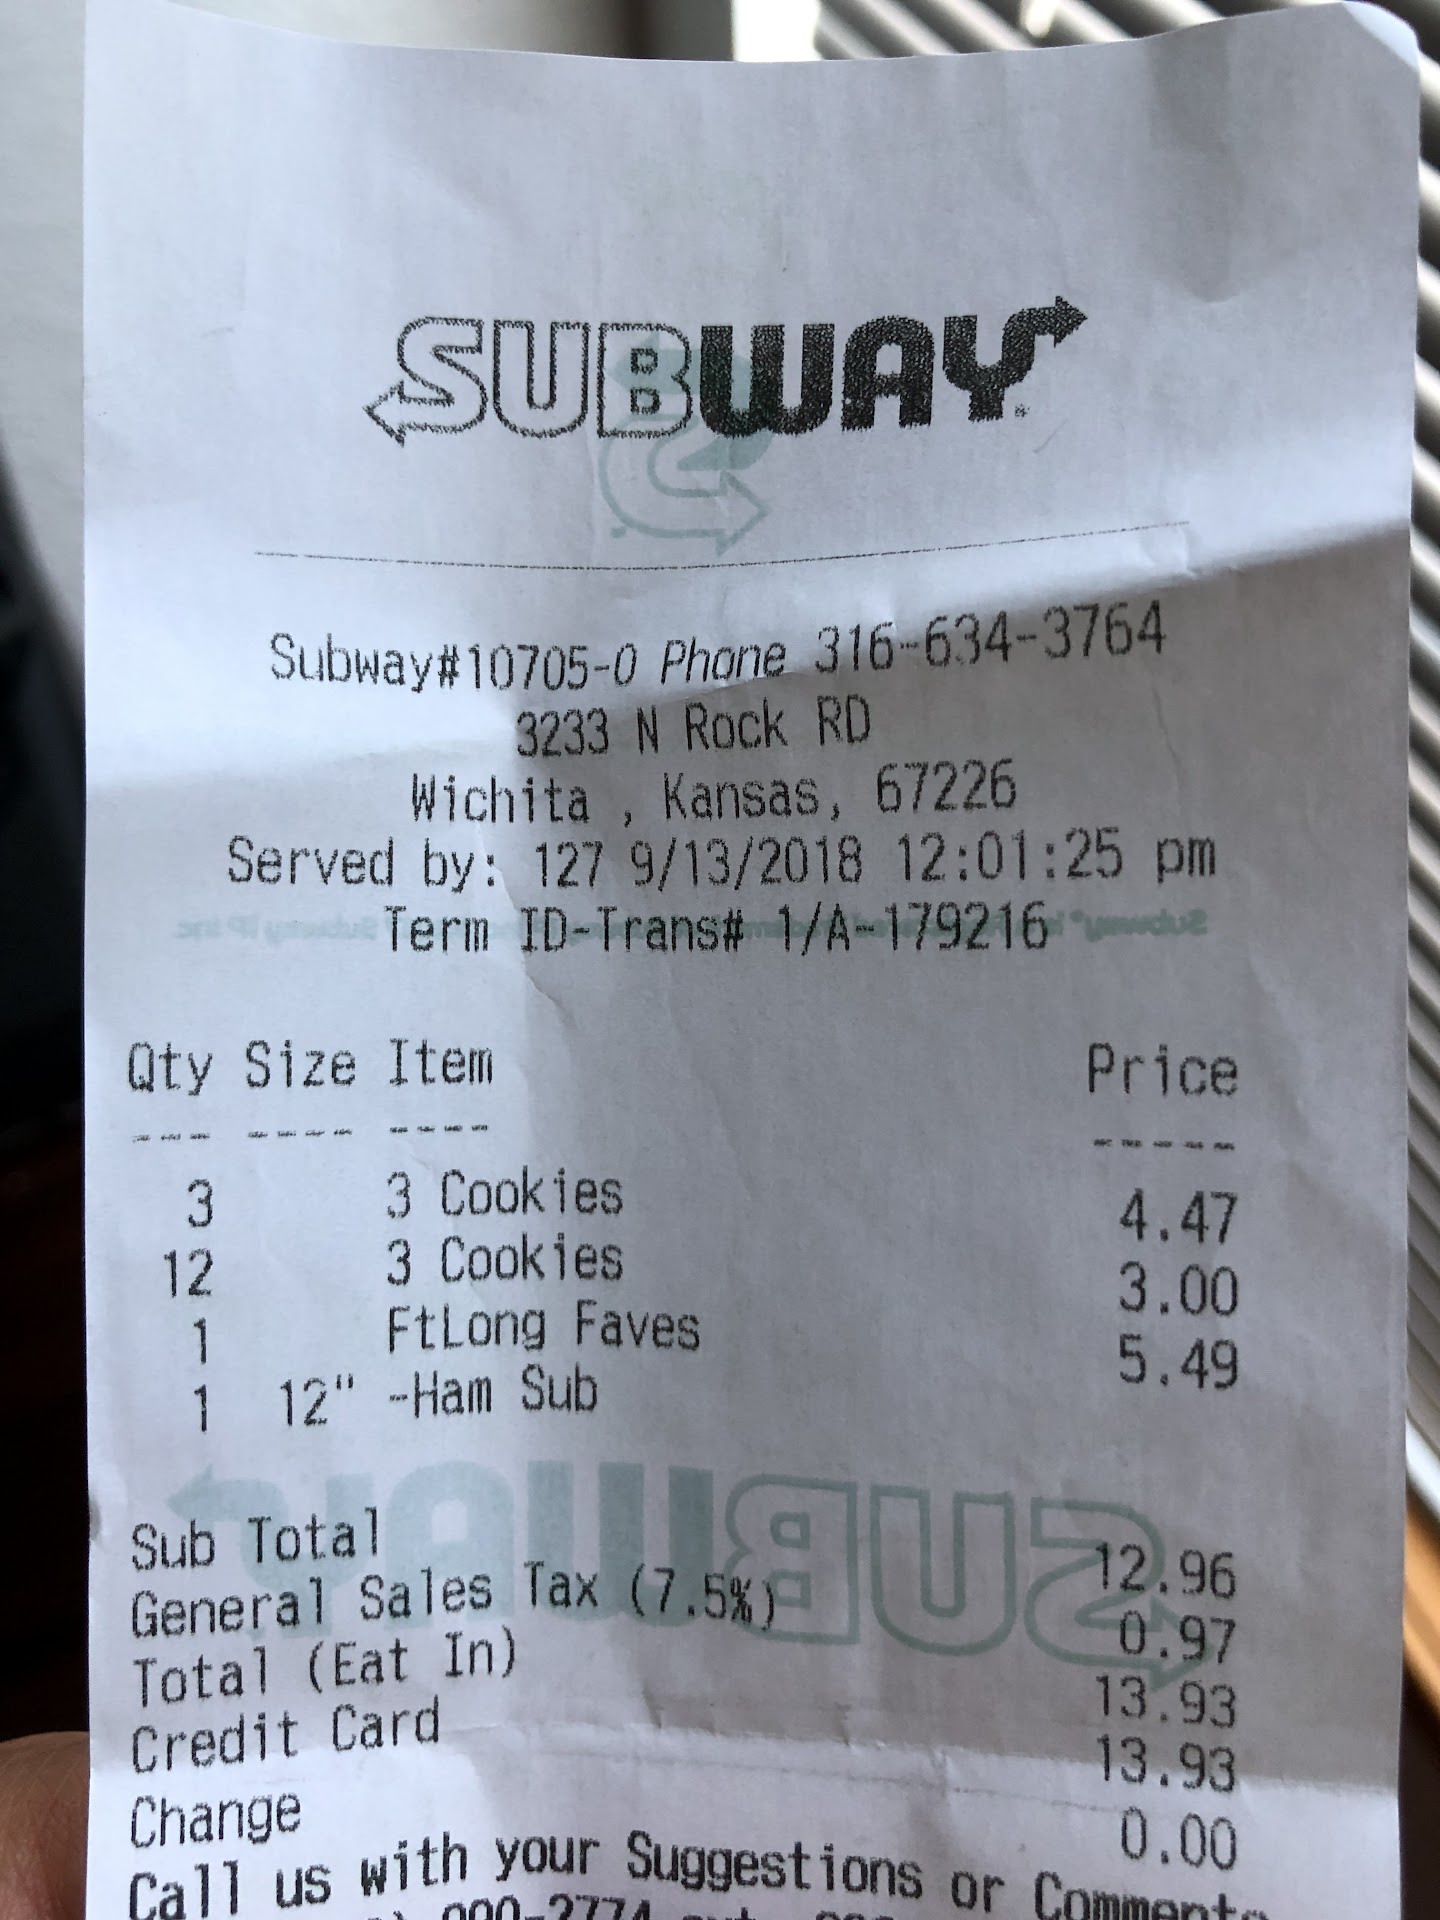 SUBWAY
Subway#10705-0 Phone 316-634-3764
3233 N Rock RD
Wichita , Kansas, 67226
Served by: 127 9/13/2018 12:01:25 pm
Term ID-Trans# 1/A-179216
Qty Size Item Price
--- ---- ---- -----
3 3 Cookies 4.47
12 3 Cookies 3.00
1 FtLong Faves 5.49
1 12" -Ham Sub
Sub Total 12.96
General Sales Tax (7.5%) 0.97
Total (Eat In) 13.93
Credit Card 13.93
Change 0.00
Call us with your Suggestions or Comments